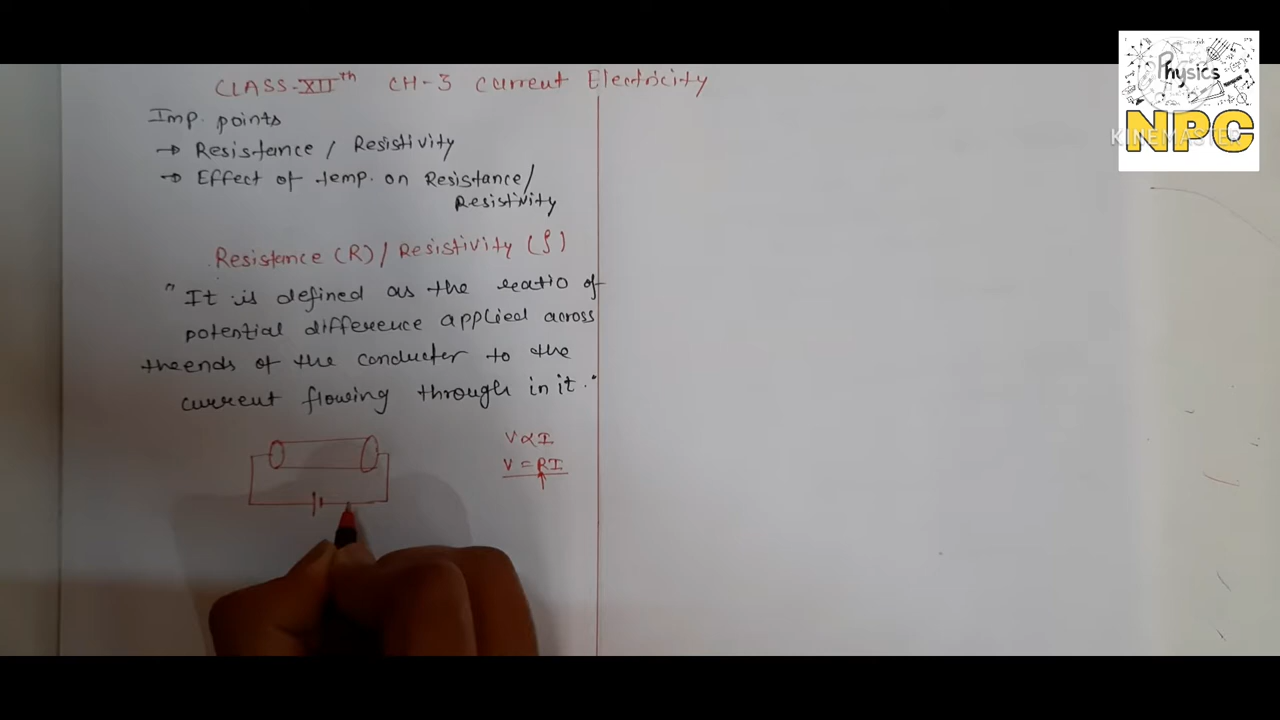 CLASS-XIIth CH-3 Current Electricity
Imp. points
→ Resistance / Resistivity
→ Effect of temp. on Resistance/
Resistivity
Resistance (R) / Resistivity (ρ)
"It is defined as the ratio of
potential difference applied across
the ends of the conducter to the
current flowing through in it."
V ∝ I
V = RI
Physics
NPC
KINEMASTER